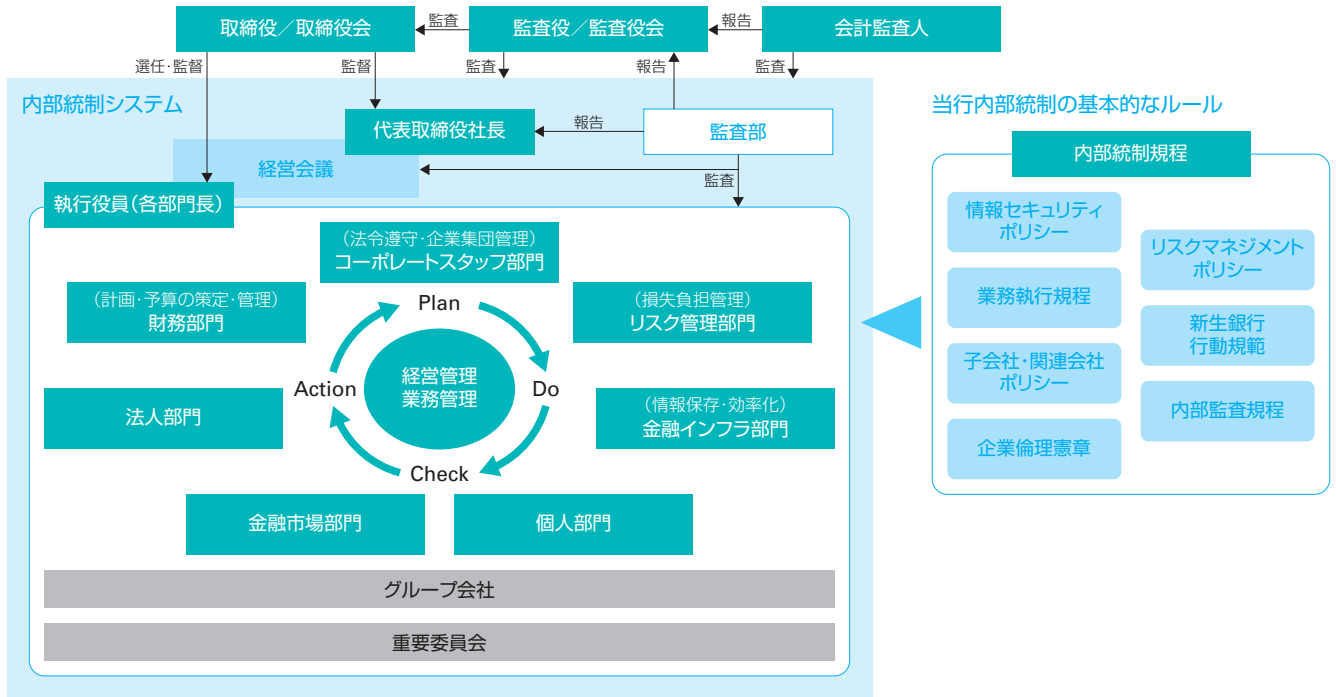 取締役／取締役会
監査
監査役／監査役会
報告
会計監査人
選任・監督
監督
監査
報告
監査
内部統制システム
代表取締役社長
報告
監査部
経営会議
監査
執行役員（各部門長）
（法令遵守・企業集団管理）
コーポレートスタッフ部門
（計画・予算の策定・管理）
財務部門
Plan
（損失負担管理）
リスク管理部門
経営管理
業務管理
Action
Do
法人部門
（情報保存・効率化）
金融インフラ部門
Check
金融市場部門
個人部門
グループ会社
重要委員会
当行内部統制の基本的なルール
内部統制規程
情報セキュリティ
ポリシー
リスクマネジメント
ポリシー
業務執行規程
新生銀行
行動規範
子会社・関連会社
ポリシー
内部監査規程
企業倫理憲章